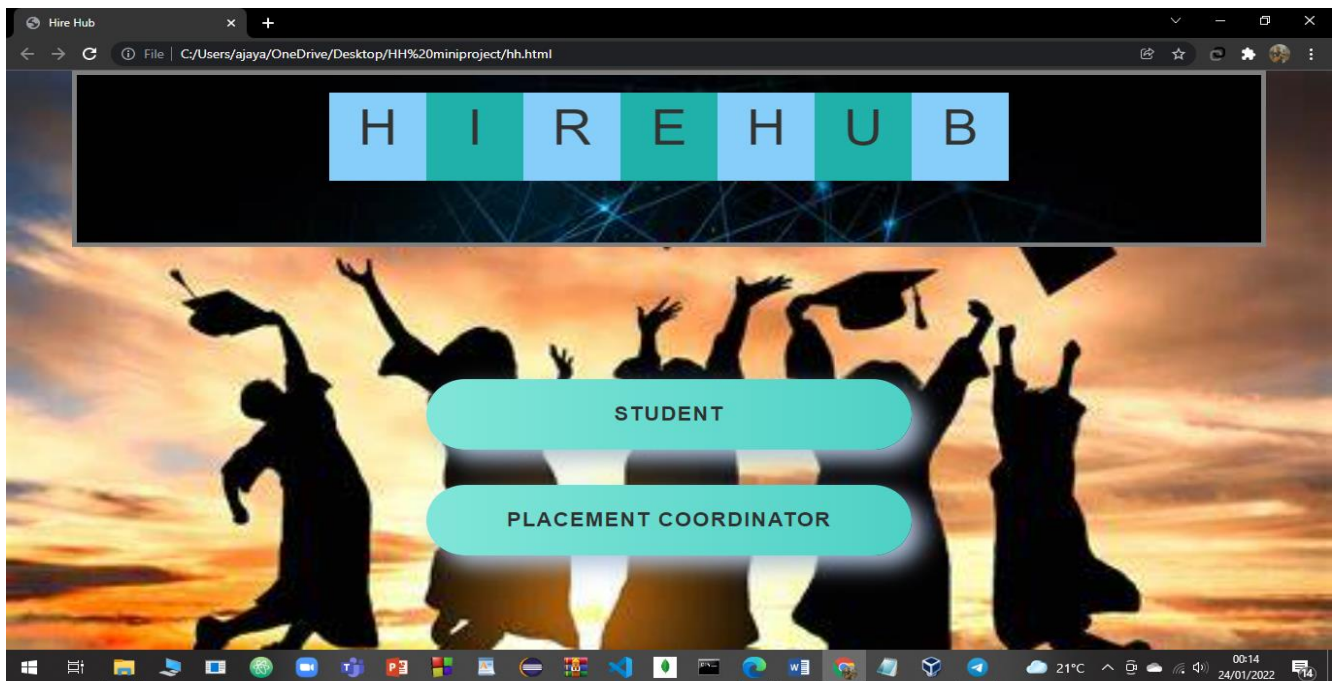 Hire Hub
File | C:/Users/ajaya/OneDrive/Desktop/HH%20miniproject/hh.html
H I R E H U B
STUDENT
PLACEMENT COORDINATOR
21°C
00:14
24/01/2022
14